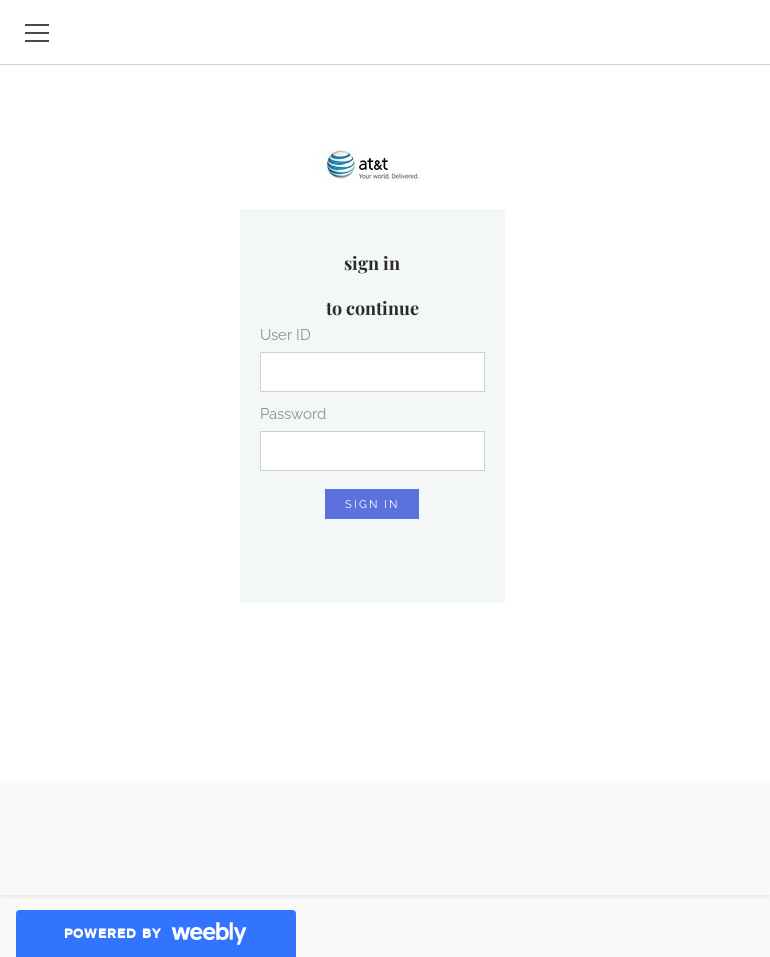 at&t
Your world. Delivered.
sign in
to continue
User ID
Password
SIGN IN
POWERED BY weebly